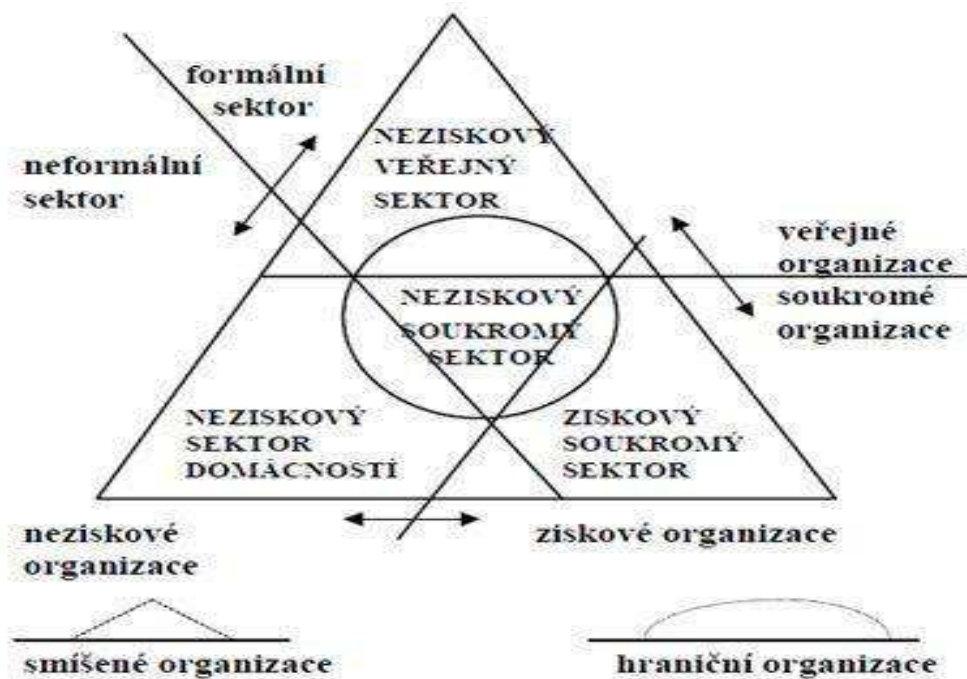 formální
sektor
neformální
sektor
NEZISKOVÝ
VEŘEJNÝ
SEKTOR
veřejné
organizace
soukromé
organizace
NEZISKOVÝ
SOUKROMÝ
SEKTOR
NEZISKOVÝ
SEKTOR
DOMÁCNOSTÍ
ZISKOVÝ
SOUKROMÝ
SEKTOR
neziskové
organizace
ziskové organizace
smíšené organizace
hraniční organizace